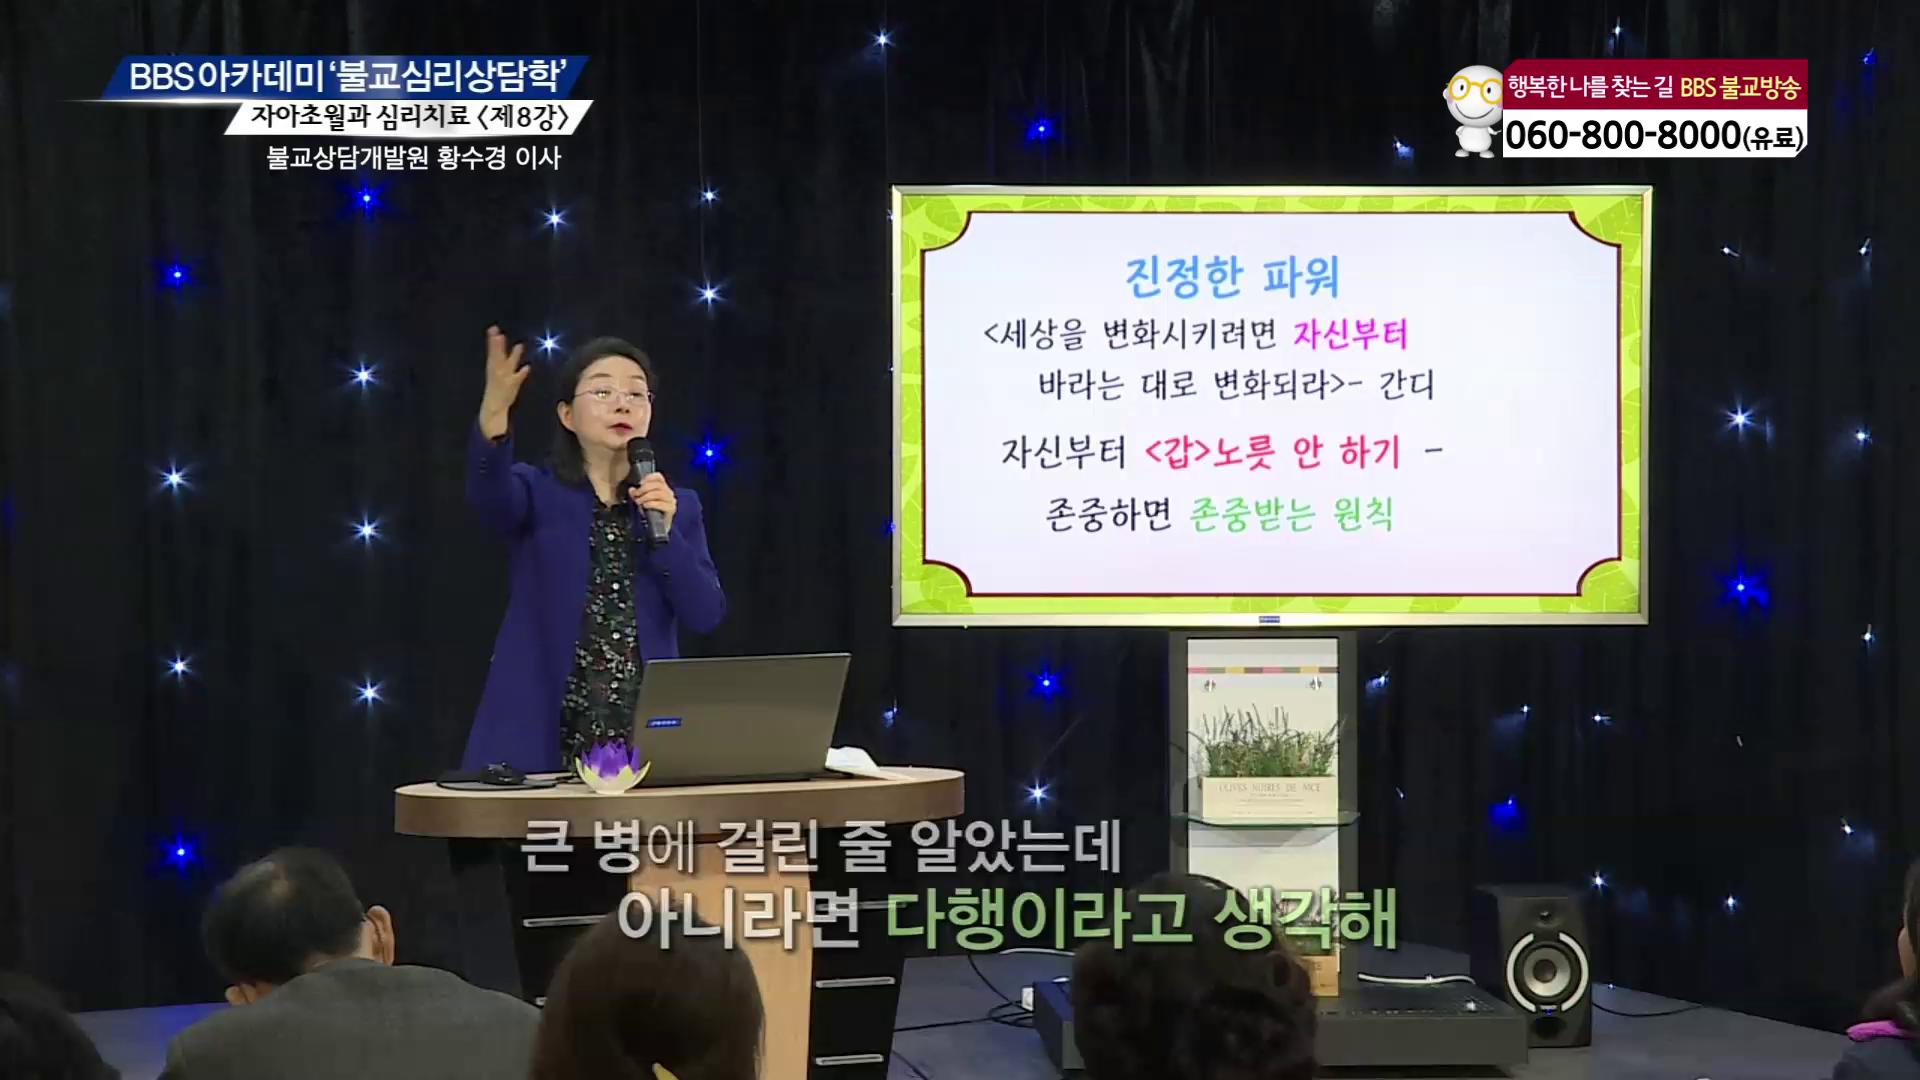 BBS 아카데미 '불교심리상담학'
자아초월과 심리치료 <제8강>
불교상담개발원 황수경 이사
행복한 나를 찾는 길 BBS 불교방송
060-800-8000(유료)
진정한 파워
<세상을 변화시키려면 자신부터
바라는 대로 변화되라>- 간디
자신부터 <갑>노릇 안 하기 -
존중하면 존중받는 원칙
OLIVES NOIRES DE NICE
큰 병에 걸린 줄 알았는데
아니라면 다행이라고 생각해